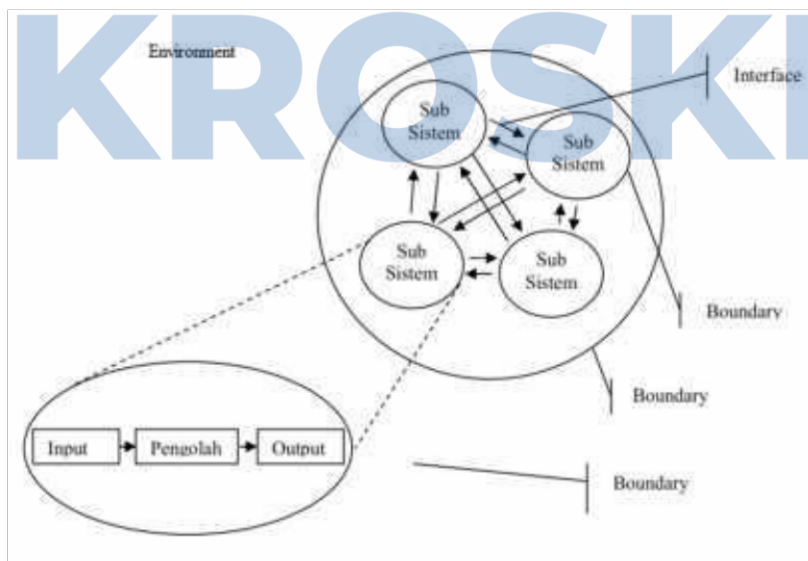 KROSKI
Environment
Interface
Sub
Sistem
Sub
Sistem
Sub
Sistem
Sub
Sistem
Boundary
Boundary
Input
Pengolah
Output
Boundary